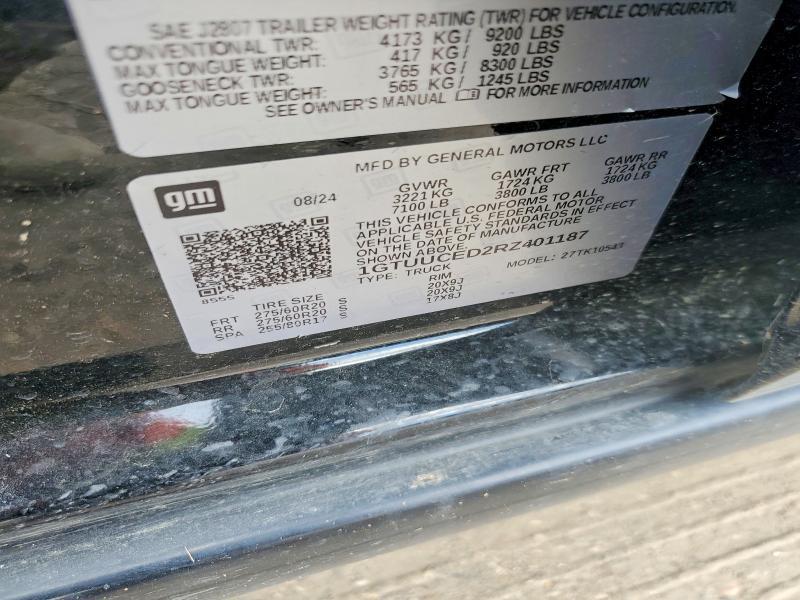 SAE J2807 TRAILER WEIGHT RATING (TWR) FOR VEHICLE CONFIGURATION.
CONVENTIONAL TWR: 4173 KG/ 9200 LBS
MAX TONGUE WEIGHT: 417 KG/ 920 LBS
GOOSENECK TWR: 3765 KG/ 8300 LBS
MAX TONGUE WEIGHT: 565 KG/ 1245 LBS
SEE OWNER'S MANUAL FOR MORE INFORMATION
MFD BY GENERAL MOTORS LLC
gm
08/24
GVWR GAWR FRT GAWR RR
3221 KG 1724 KG 1724 KG
7100 LB 3800 LB 3800 LB
THIS VEHICLE CONFORMS TO ALL
APPLICABLE U.S. FEDERAL MOTOR
VEHICLE SAFETY STANDARDS IN EFFECT
ON THE DATE OF MANUFACTURE
SHOWN ABOVE.
1GTUUCED2RZ401187
TYPE: TRUCK MODEL: 27TK10543
8555
TIRE SIZE RIM
FRT 275/60R20 S 20X9J
RR 275/60R20 S 20X9J
SPA 255/80R17 S 17X8J